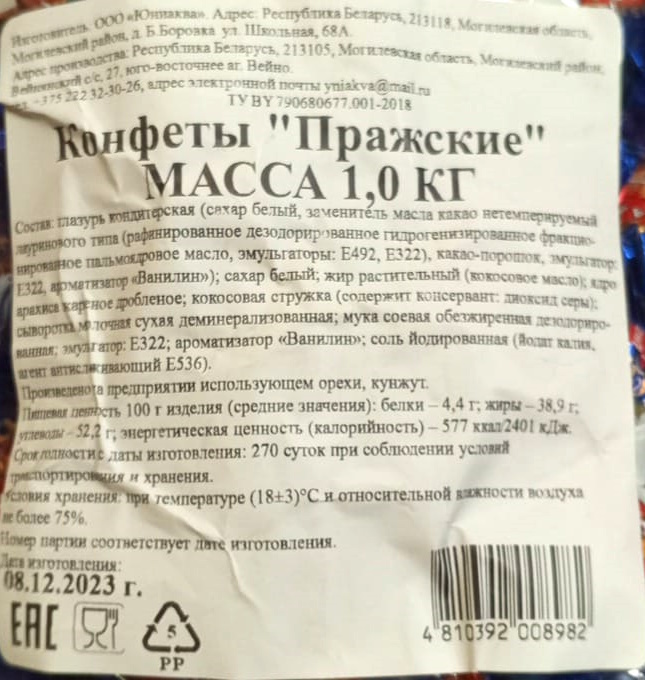 Изготовитель: ООО «Юниаква». Адрес: Республика Беларусь, 213118, Могилевская область,
Могилевский район, д. Б.Боровка ул. Школьная, 68А.
Адрес производства: Республика Беларусь, 213105, Могилевская область, Могилевский район,
Вейнянский с/с, 27, юго-восточнее аг. Вейно.
+375 222 32-30-26, адрес электронной почты yniakva@mail.ru
ТУ BY 790680677.001-2018
Конфеты "Пражские"
МАССА 1,0 КГ
Состав: глазурь кондитерская (сахар белый, заменитель масла какао нетемперируемый
лауринового типа (рафинированное дезодорированное гидрогенизированное фракцио-
нированное пальмоядровое масло, эмульгаторы: Е492, Е322), какао-порошок, эмульгатор:
Е322, ароматизатор «Ванилин»); сахар белый; жир растительный (кокосовое масло); ядро
арахиса жареное дробленое; кокосовая стружка (содержит консервант: диоксид серы);
сыворотка молочная сухая деминерализованная; мука соевая обезжиренная дезодориро-
ванная; эмульгатор: Е322; ароматизатор «Ванилин»; соль йодированная (йодат калия,
агент антислеживающий Е536).
Произведено на предприятии использующем орехи, кунжут.
Пищевая ценность 100 г изделия (средние значения): белки – 4,4 г; жиры – 38,9 г;
углеводы – 52,2 г; энергетическая ценность (калорийность) – 577 ккал/2401 кДж.
Срок годности с даты изготовления: 270 суток при соблюдении условий
транспортирования и хранения.
Условия хранения: при температуре (18±3)°С и относительной влажности воздуха
не более 75%.
Номер партии соответствует дате изготовления.
Дата изготовления:
08.12.2023 г.
ЕАС
5
PP
4 810392 008982